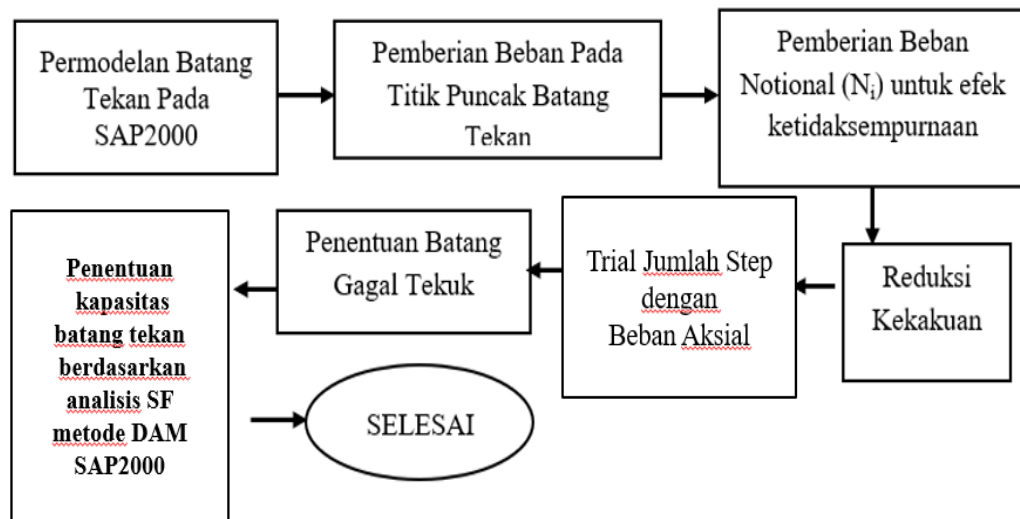 Permodelan Batang
Tekan Pada
SAP2000
Pemberian Beban Pada
Titik Puncak Batang
Tekan
Pemberian Beban
Notional (Nᵢ) untuk efek
ketidaksempurnaan
Reduksi
Kekakuan
Trial Jumlah Step
dengan
Beban Aksial
Penentuan Batang
Gagal Tekuk
Penentuan
kapasitas
batang tekan
berdasarkan
analisis SF
metode DAM
SAP2000
SELESAI